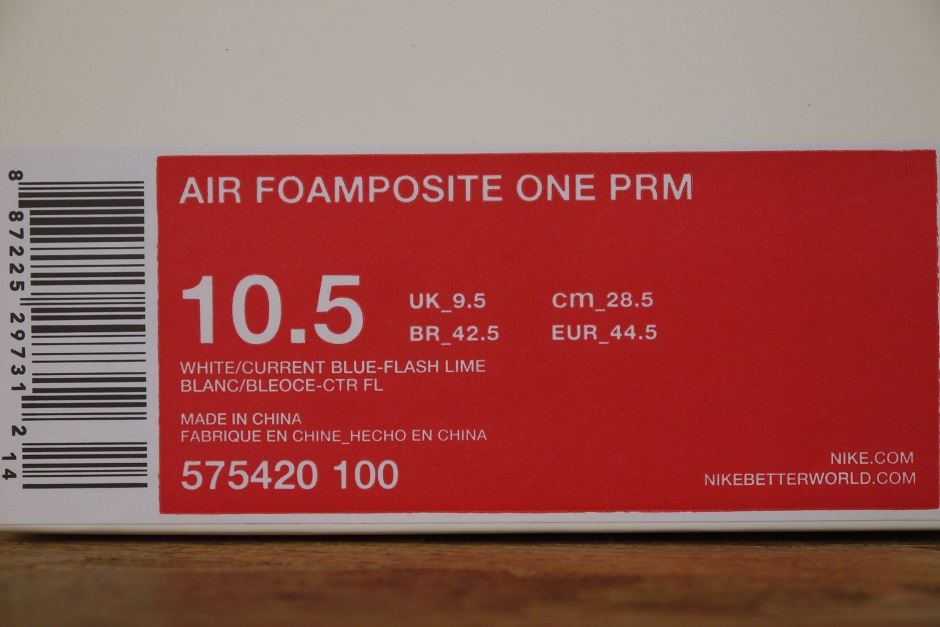 AIR FOAMPOSITE ONE PRM
10.5
UK_9.5 cm_28.5
BR_42.5 EUR_44.5
WHITE/CURRENT BLUE-FLASH LIME
BLANC/BLEOCE-CTR FL
MADE IN CHINA
FABRIQUE EN CHINE_HECHO EN CHINA
575420 100
NIKE.COM
NIKEBETTERWORLD.COM
8 87225 29731 2 14